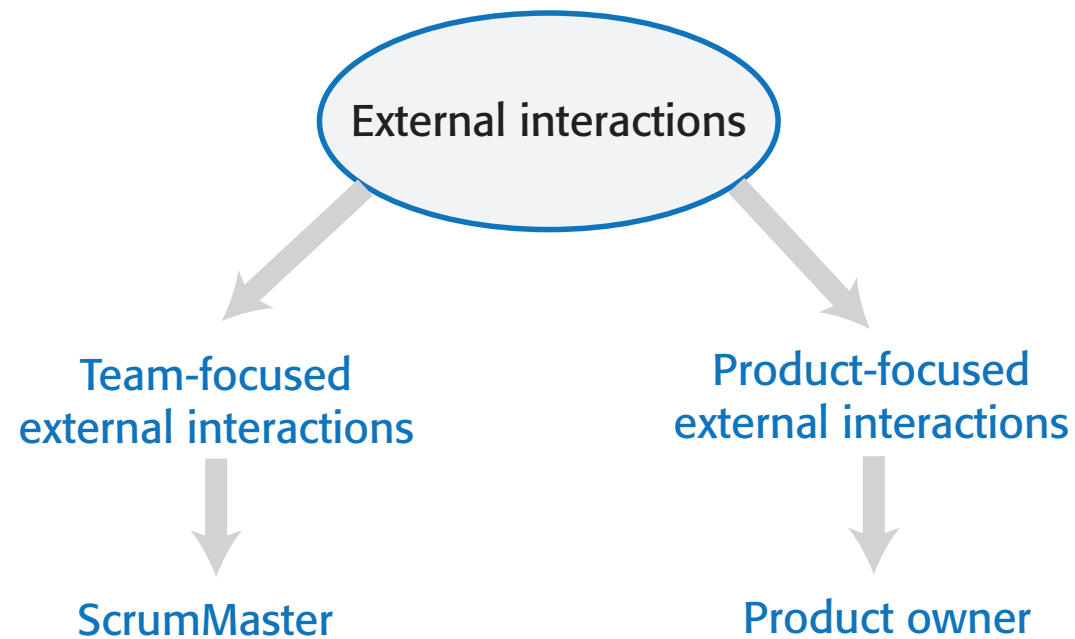 External interactions
Team-focused
external interactions
Product-focused
external interactions
ScrumMaster
Product owner